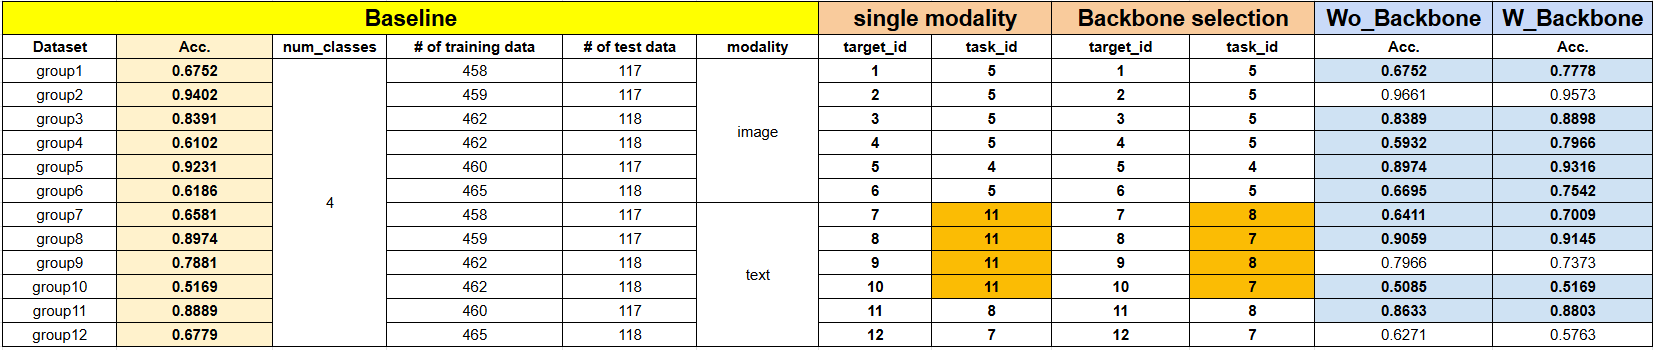 Baseline single modality Backbone selection Wo_Backbone W_Backbone
Dataset Acc. num_classes # of training data # of test data modality target_id task_id target_id task_id Acc. Acc.
group1 0.6752 458 117 1 5 1 5 0.6752 0.7778
group2 0.9402 459 117 2 5 2 5 0.9661 0.9573
group3 0.8391 462 118 3 5 3 5 0.8389 0.8898
image
group4 0.6102 462 118 4 5 4 5 0.5932 0.7966
group5 0.9231 460 117 5 4 5 4 0.8974 0.9316
group6 0.6186 465 118 6 5 6 5 0.6695 0.7542
4
group7 0.6581 458 117 7 11 7 8 0.6411 0.7009
group8 0.8974 459 117 8 11 8 7 0.9059 0.9145
group9 0.7881 462 118 9 11 9 8 0.7966 0.7373
text
group10 0.5169 462 118 10 11 10 7 0.5085 0.5169
group11 0.8889 460 117 11 8 11 8 0.8633 0.8803
group12 0.6779 465 118 12 7 12 7 0.6271 0.5763